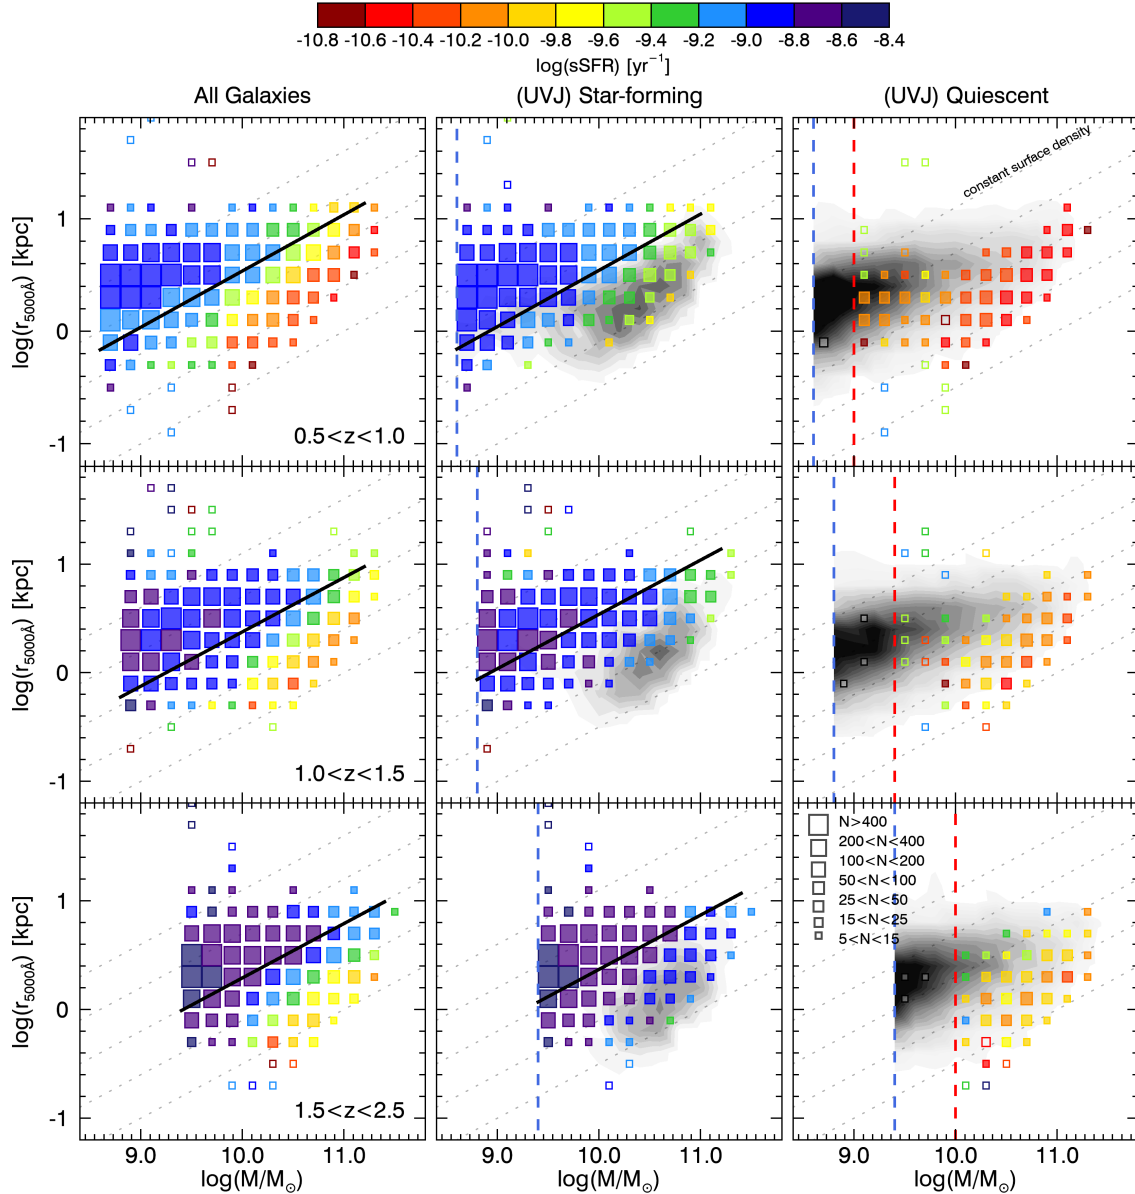 -10.8 -10.6 -10.4 -10.2 -10.0 -9.8 -9.6 -9.4 -9.2 -9.0 -8.8 -8.6 -8.4
log(sSFR) [yr⁻¹]
All Galaxies
(UVJ) Star-forming
(UVJ) Quiescent
log(r₅₀₀₀Å) [kpc]
1
0
-1
0.5<z<1.0
constant surface density
log(r₅₀₀₀Å) [kpc]
1
0
-1
1.0<z<1.5
log(r₅₀₀₀Å) [kpc]
1
0
-1
1.5<z<2.5
N>400
200<N<400
100<N<200
50<N<100
25<N<50
15<N<25
5<N<15
9.0 10.0 11.0
9.0 10.0 11.0
9.0 10.0 11.0
log(M/M⊙)
log(M/M⊙)
log(M/M⊙)